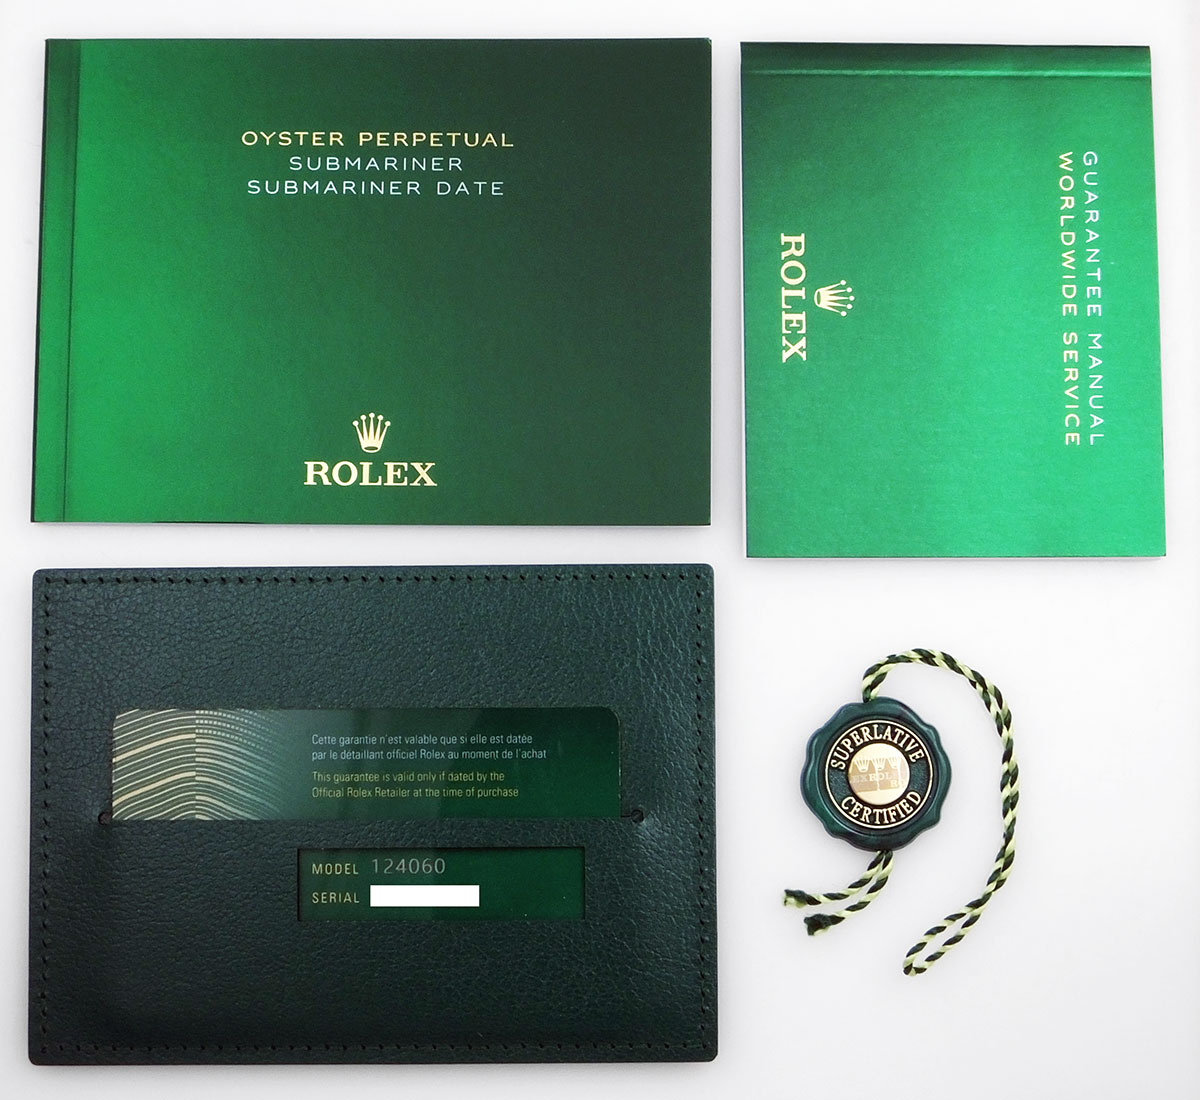 OYSTER PERPETUAL
SUBMARINER
SUBMARINER DATE
ROLEX
GUARANTEE MANUAL
WORLDWIDE SERVICE
ROLEX
Cette garantie n'est valable que si elle est datée
par le détaillant officiel Rolex au moment de l'achat
This guarantee is valid only if dated by the
Official Rolex Retailer at the time of purchase
MODEL 124060
SERIAL
SUPERLATIVE
CERTIFIED